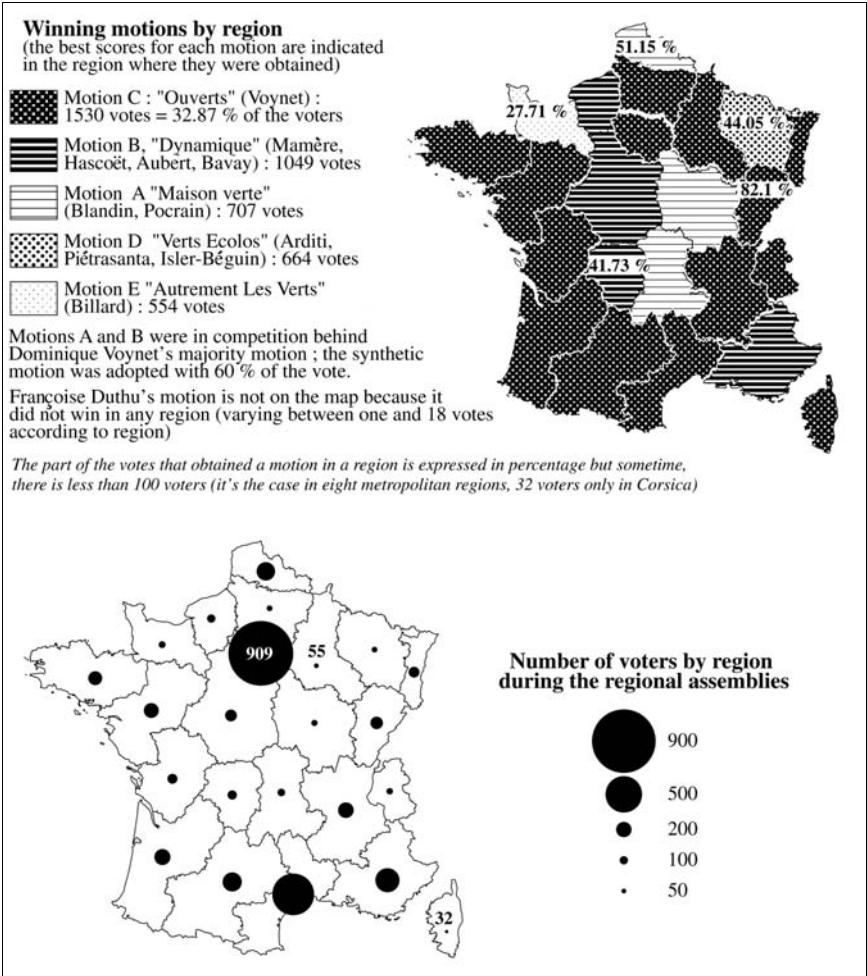 Winning motions by region
(the best scores for each motion are indicated
in the region where they were obtained)
Motion C : "Ouverts" (Voynet) :
1530 votes = 32.87 % of the voters
Motion B, "Dynamique" (Mamère,
Hascoët, Aubert, Bavay) : 1049 votes
Motion A "Maison verte"
(Blandin, Pocrain) : 707 votes
Motion D "Verts Ecolos" (Arditi,
Piétrasanta, Isler-Béguin) : 664 votes
Motion E "Autrement Les Verts"
(Billard) : 554 votes
Motions A and B were in competition behind
Dominique Voynet's majority motion ; the synthetic
motion was adopted with 60 % of the vote.
Françoise Duthu's motion is not on the map because it
did not win in any region (varying between one and 18 votes
according to region)
51.15 %
27.71 %
44.05 %
82.1 %
41.73 %
The part of the votes that obtained a motion in a region is expressed in percentage but sometime,
there is less than 100 voters (it's the case in eight metropolitan regions, 32 voters only in Corsica)
909
55
32
Number of voters by region
during the regional assemblies
900
500
200
100
50